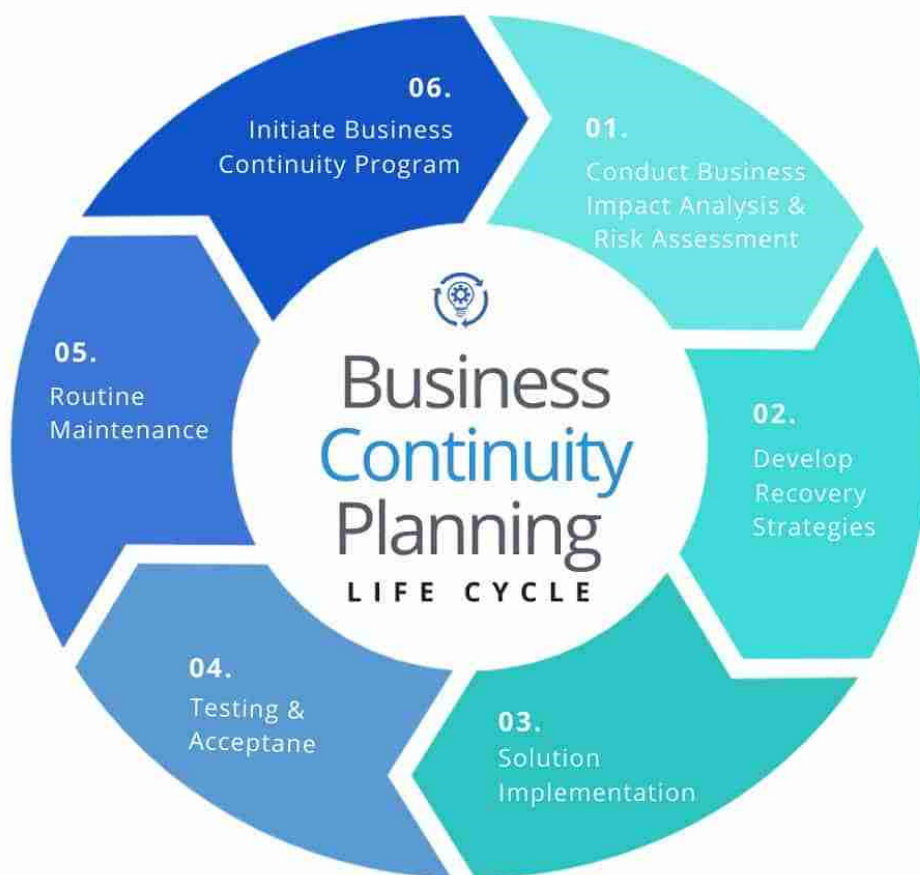 Business
Continuity
Planning
LIFE CYCLE
01.
Conduct Business
Impact Analysis &
Risk Assessment
02.
Develop
Recovery
Strategies
03.
Solution
Implementation
04.
Testing &
Acceptane
05.
Routine
Maintenance
06.
Initiate Business
Continuity Program